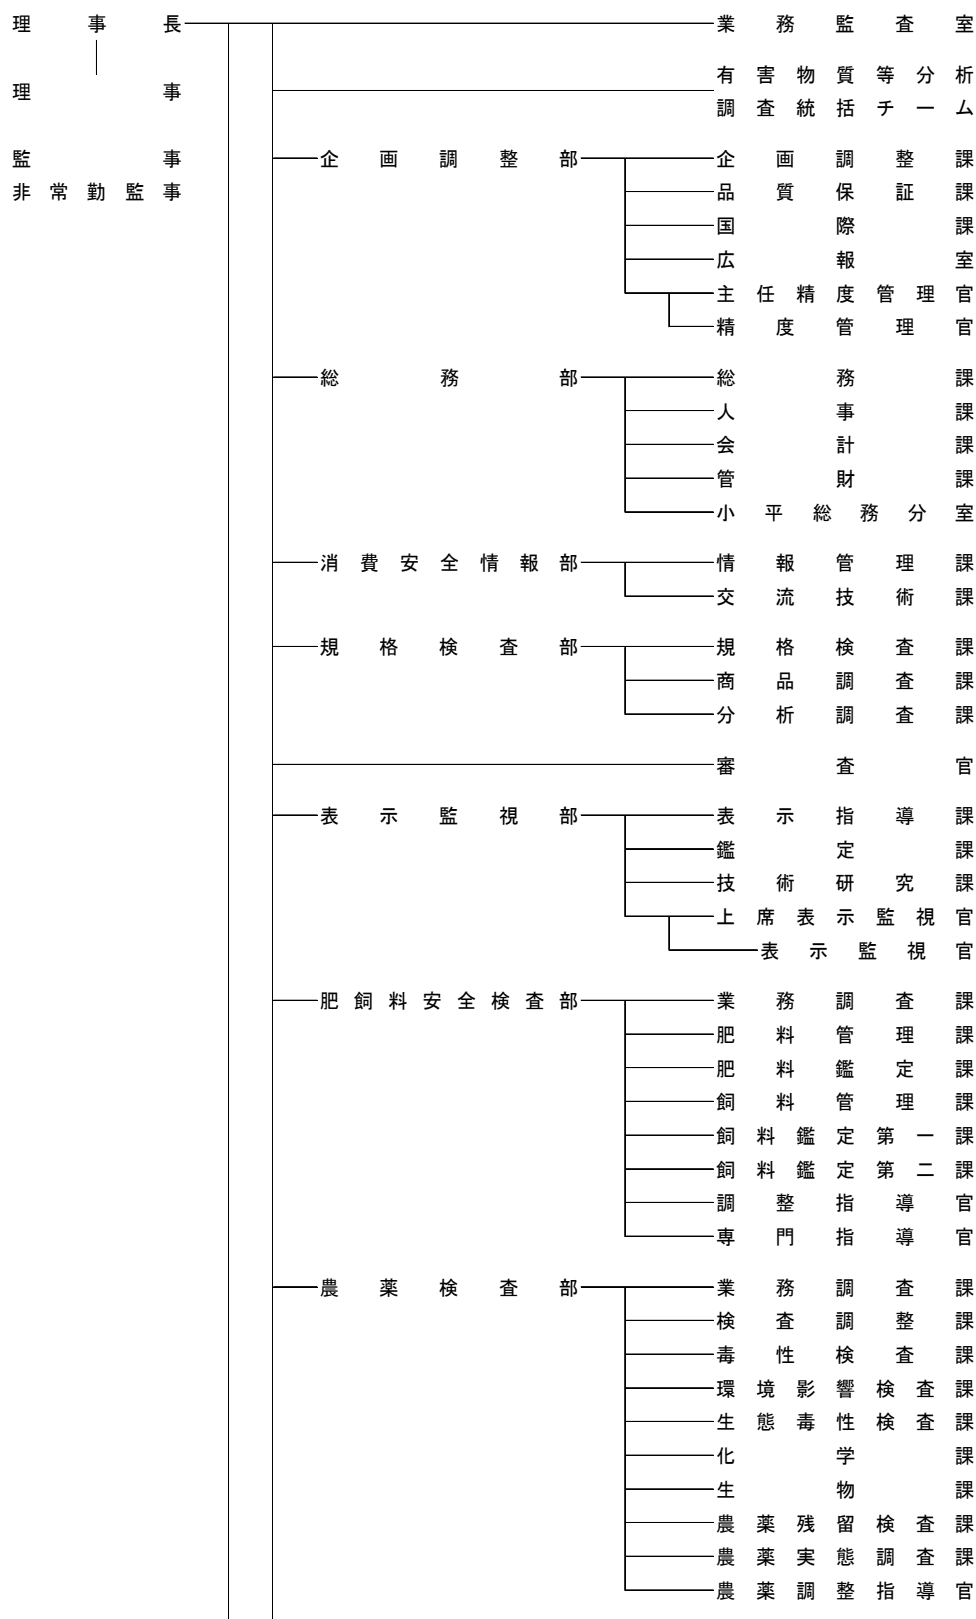 理事長 業務監査室
有害物質等分析
理事
調査統括チーム
監事 企画調整部 企画調整課
非常勤監事 品質保証課
国際課
広報室
主任精度管理官
精度管理官
総務部 総務課
人事課
会計課
管財課
小平総務分室
消費安全情報部 情報管理課
交流技術課
規格検査部 規格検査課
商品調査課
分析調査課
審査官
表示監視部 表示指導課
鑑定課
技術研究課
上席表示監視官
表示監視官
肥飼料安全検査部 業務調査課
肥料管理課
肥料鑑定課
飼料管理課
飼料鑑定第一課
飼料鑑定第二課
調整指導官
専門指導官
農薬検査部 業務調査課
検査調整課
毒性検査課
環境影響検査課
生態毒性検査課
化学課
生物課
農薬残留検査課
農薬実態調査課
農薬調整指導官